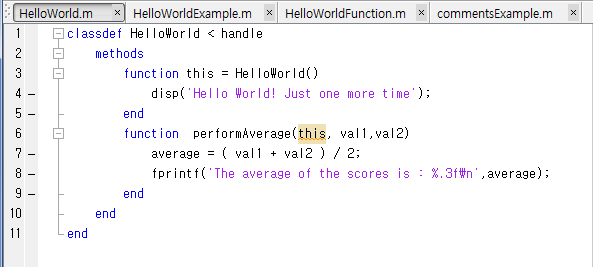 HelloWorld.m × HelloWorldExample.m × HelloWorldFunction.m × commentsExample.m ×
1 classdef HelloWorld < handle
2 methods
3 function this = HelloWorld()
4 – disp('Hello World! Just one more time');
5 – end
6 function  performAverage(this, val1,val2)
7 – average = ( val1 + val2 ) / 2;
8 – fprintf('The average of the scores is : %.3f₩n',average);
9 – end
10 – end
11 end